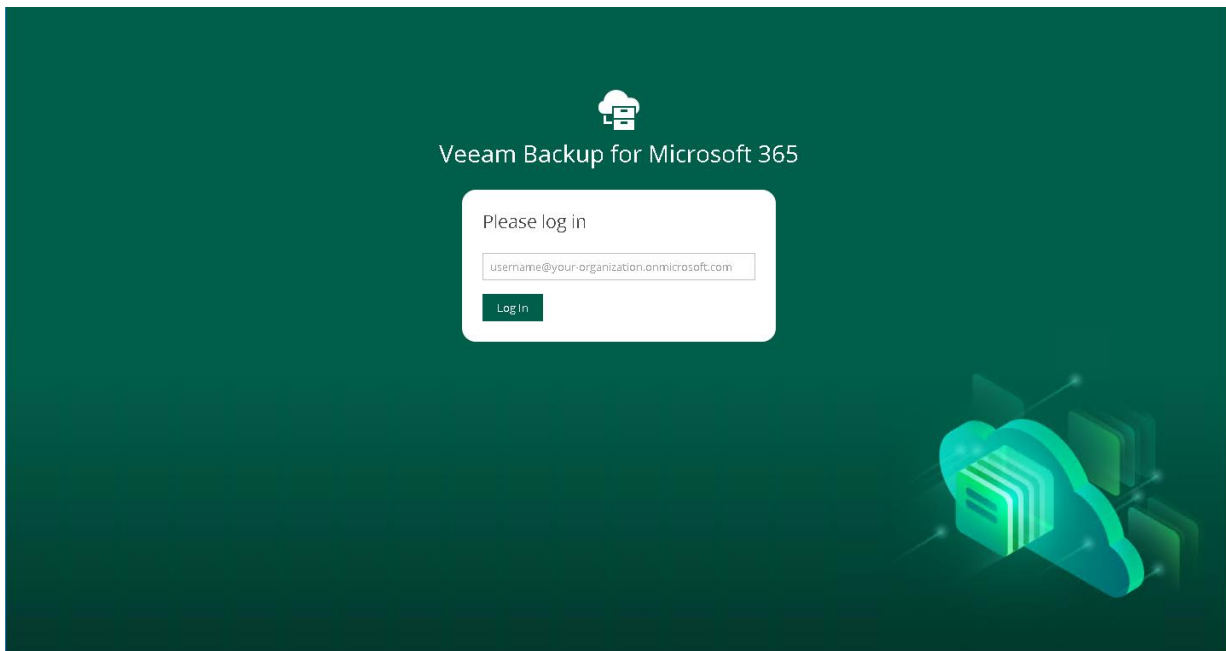 Veeam Backup for Microsoft 365
Please log in
username@your-organization.onmicrosoft.com
Log In